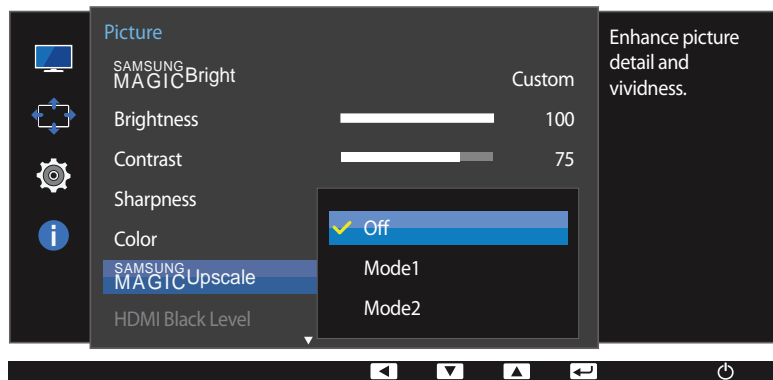 Picture
SAMSUNG
MAGICBright Custom
Brightness 100
Contrast 75
Sharpness
Color
SAMSUNG
MAGICUpscale
HDMI Black Level
Off
Mode1
Mode2
Enhance picture
detail and
vividness.